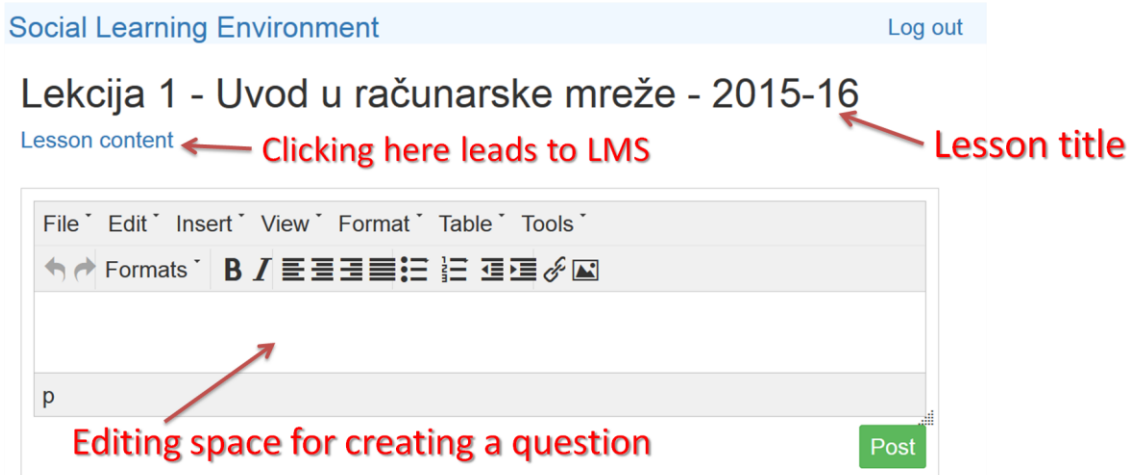 Social Learning Environment Log out
Lekcija 1 - Uvod u računarske mreže - 2015-16
Lesson content Clicking here leads to LMS Lesson title
File Edit Insert View Format Table Tools
Formats B I
p
Editing space for creating a question
Post